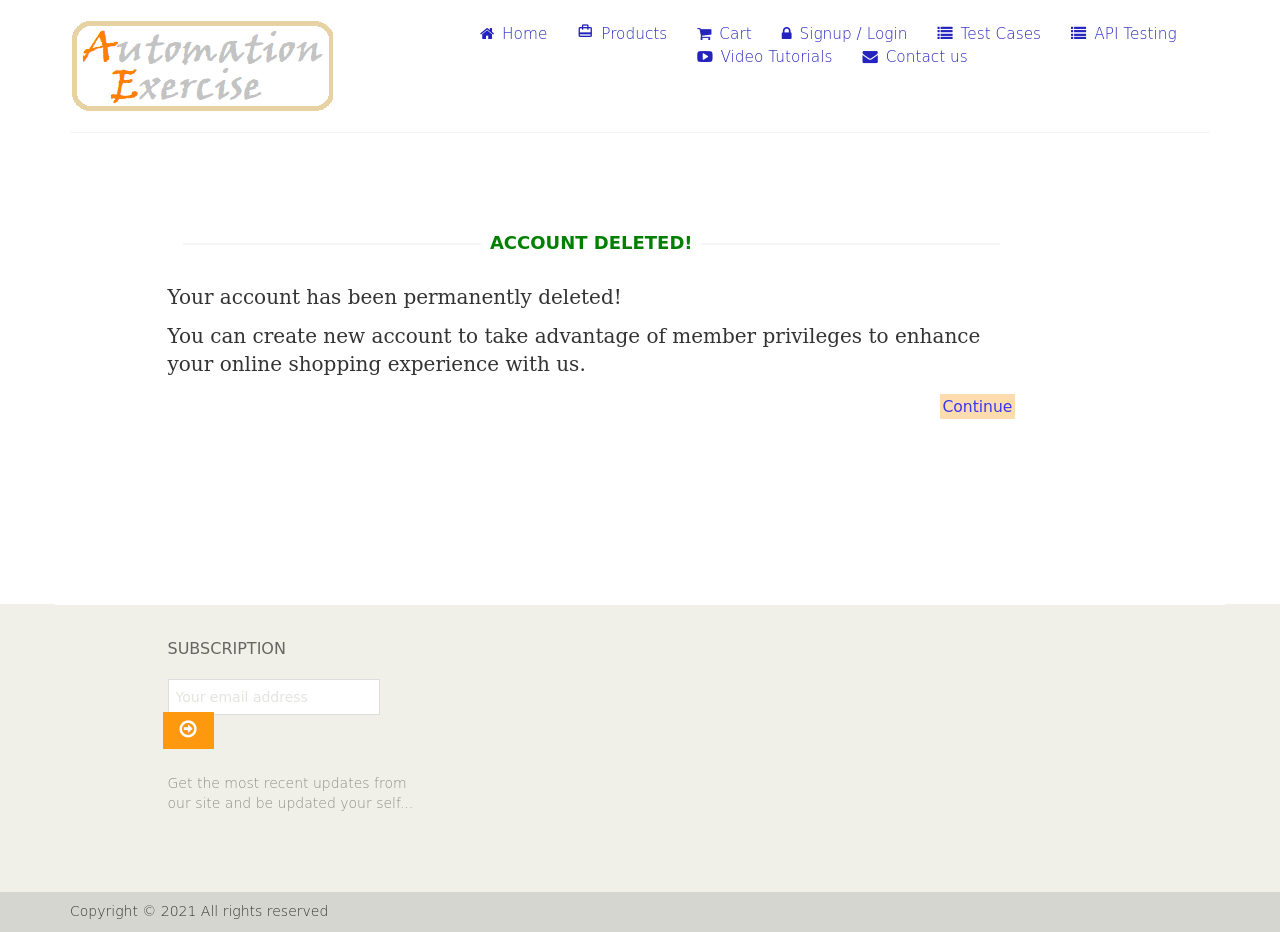 Automation
Exercise
Home
Products
Cart
Signup / Login
Test Cases
API Testing
Video Tutorials
Contact us
ACCOUNT DELETED!
Your account has been permanently deleted!
You can create new account to take advantage of member privileges to enhance
your online shopping experience with us.
Continue
SUBSCRIPTION
Your email address
Get the most recent updates from
our site and be updated your self...
Copyright © 2021 All rights reserved